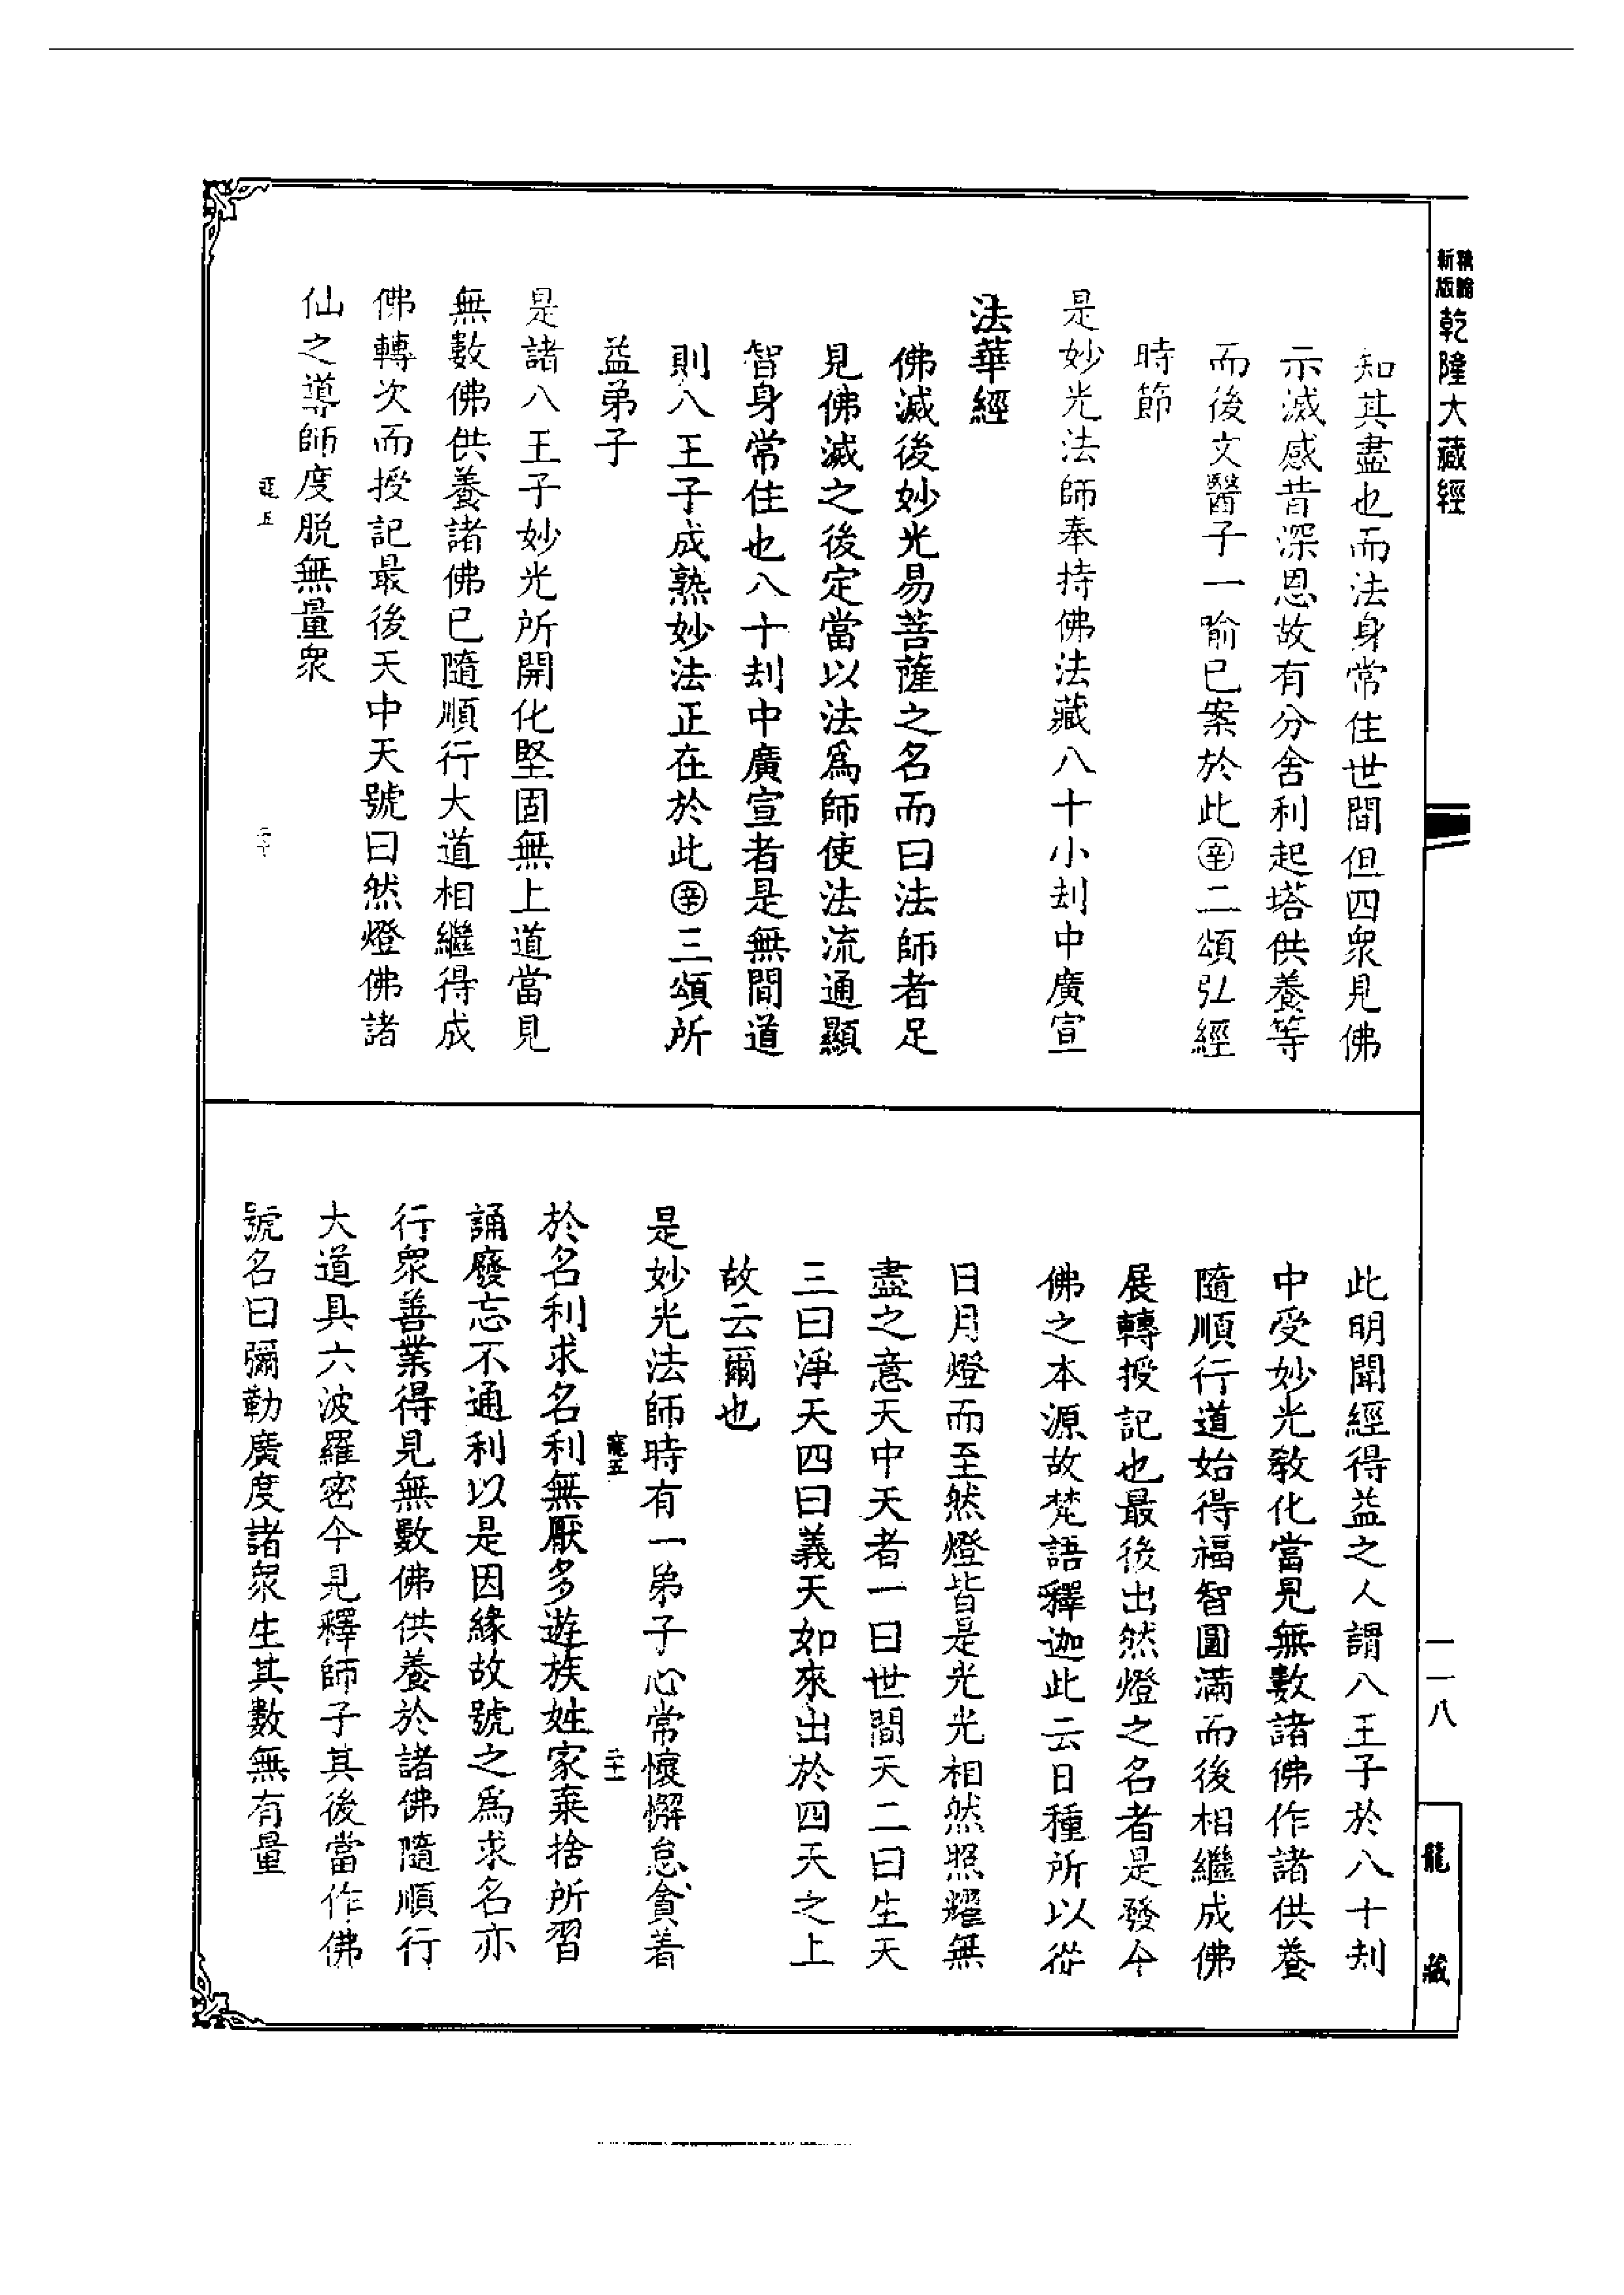 新版
乾隆大藏經
知其盡也而法身常住世間但四衆見佛
示滅感昔深恩故有分舍利起塔供養等
而後文醫子一喻已案於此㊛二頌弘經
時節
是妙光法師奉持佛法藏八十小刦中廣宣
法華經
佛滅後妙光易菩薩之名而曰法師者足
見佛滅之後定當以法爲師使法流通顯
智身常住也八十刦中廣宣者是無間道
則八王子成熟妙法正在於此㊛三頌所
益弟子
是諸八王子妙光所開化堅固無上道當見
無數佛供養諸佛已隨順行大道相繼得成
佛轉次而授記最後天中天號曰然燈佛諸
仙之導師度脫無量衆
此明聞經得益之人謂八王子於八十刦
中受妙光教化當見無數諸佛作諸供養
隨順行道始得福智圓滿而後相繼成佛
展轉授記也最後出然燈之名者是發今
佛之本源故梵語釋迦此云日種所以從
日月燈而至然燈皆是光光相然照耀無
盡之意天中天者一曰世間天二曰生天
三曰淨天四曰義天如來出於四天之上
故云爾也
是妙光法師時有一弟子心常懷懈怠貪着
寵五
二十一
於名利求名利無厭多遊族姓家棄捨所習
誦廢忘不通利以是因緣故號之爲求名亦
行衆善業得見無數佛供養於諸佛隨順行
大道具六波羅密今見釋師子其後當作佛
號名曰彌勒廣度諸衆生其數無有量
一一八
龍藏